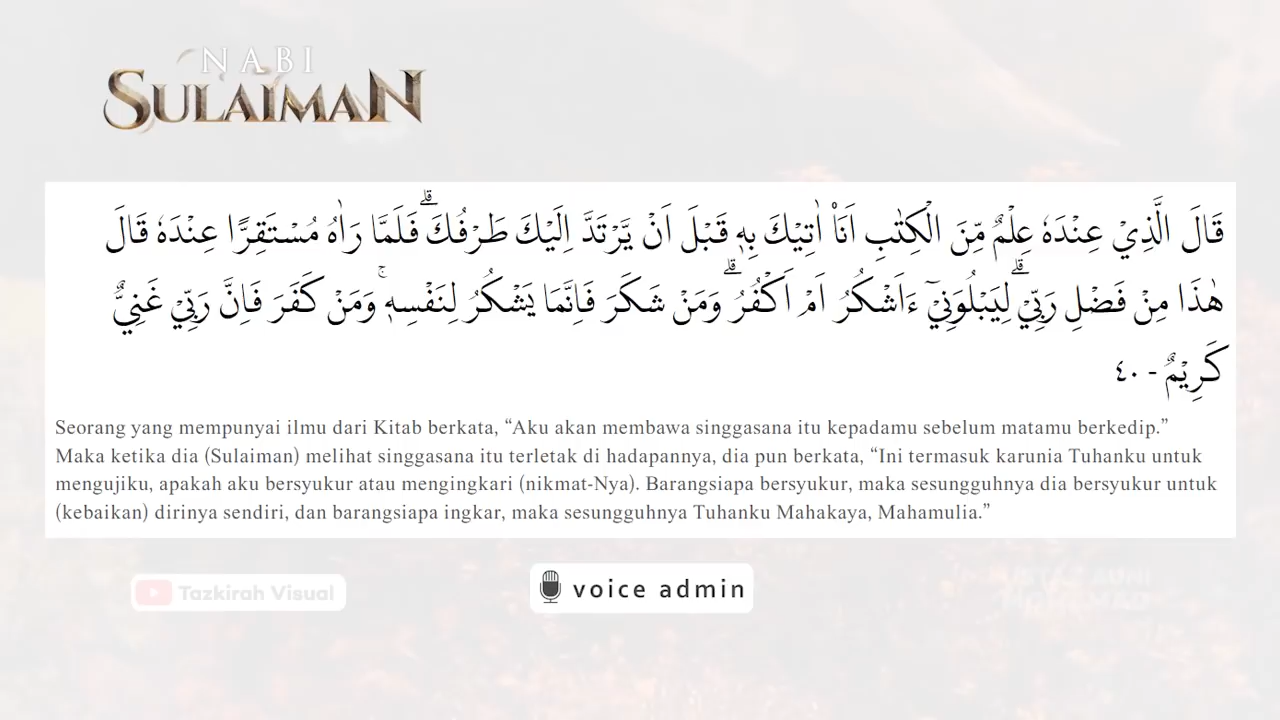 NABI
SULAIMAN
قَالَ الَّذِيْ عِنْدَهٗ عِلْمٌ مِّنَ الْكِتٰبِ اَنَا۠ اٰتِيْكَ بِهٖ قَبْلَ اَنْ يَّرْتَدَّ اِلَيْكَ طَرْفُكَۗ فَلَمَّا رَاٰهُ مُسْتَقِرًّا عِنْدَهٗ قَالَ
هٰذَا مِنْ فَضْلِ رَبِّيْۗ لِيَبْلُوَنِيْٓ ءَاَشْكُرُ اَمْ اَكْفُرُۗ وَمَنْ شَكَرَ فَاِنَّمَا يَشْكُرُ لِنَفْسِهٖۚ وَمَنْ كَفَرَ فَاِنَّ رَبِّيْ غَنِيٌّ
كَرِيْمٌ - ٤٠
Seorang yang mempunyai ilmu dari Kitab berkata, “Aku akan membawa singgasana itu kepadamu sebelum matamu berkedip.”
Maka ketika dia (Sulaiman) melihat singgasana itu terletak di hadapannya, dia pun berkata, “Ini termasuk karunia Tuhanku untuk
mengujiku, apakah aku bersyukur atau mengingkari (nikmat-Nya). Barangsiapa bersyukur, maka sesungguhnya dia bersyukur untuk
(kebaikan) dirinya sendiri, dan barangsiapa ingkar, maka sesungguhnya Tuhanku Mahakaya, Mahamulia.”
Tazkirah Visual
voice admin